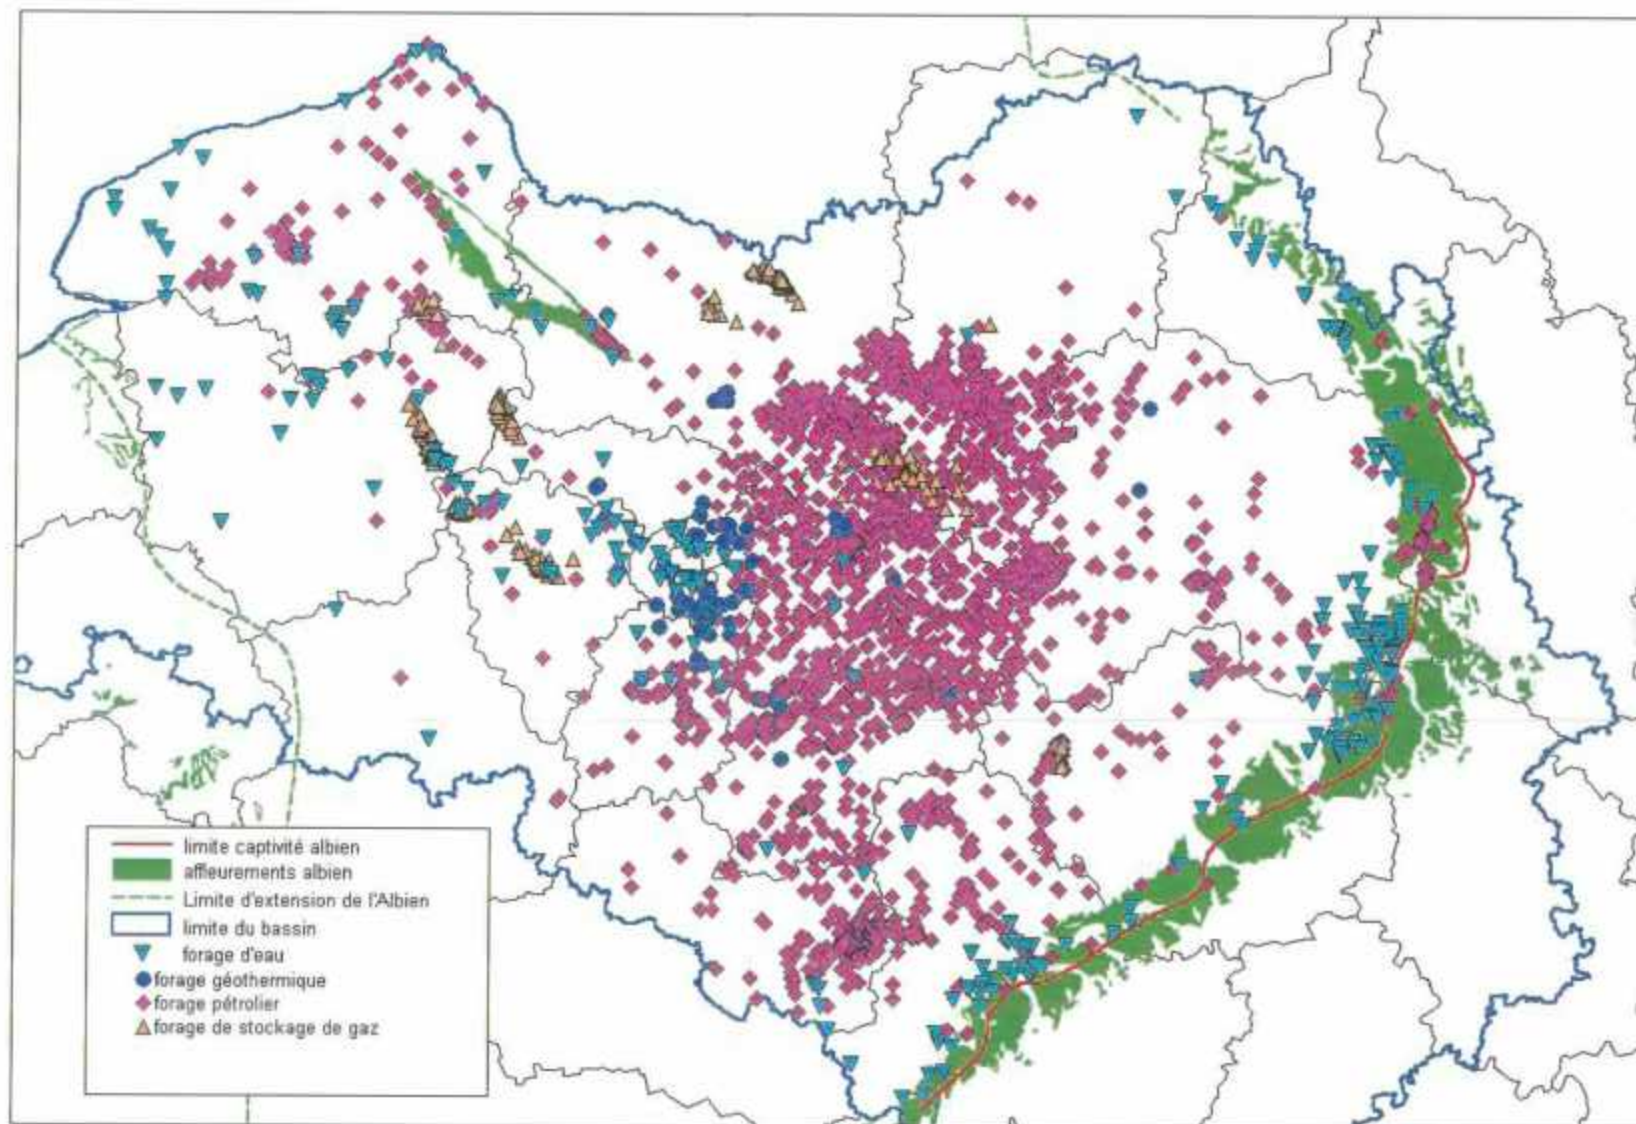 limite captivité albien
affleurements albien
Limite d'extension de l'Albien
limite du bassin
forage d'eau
forage géothermique
forage pétrolier
forage de stockage de gaz